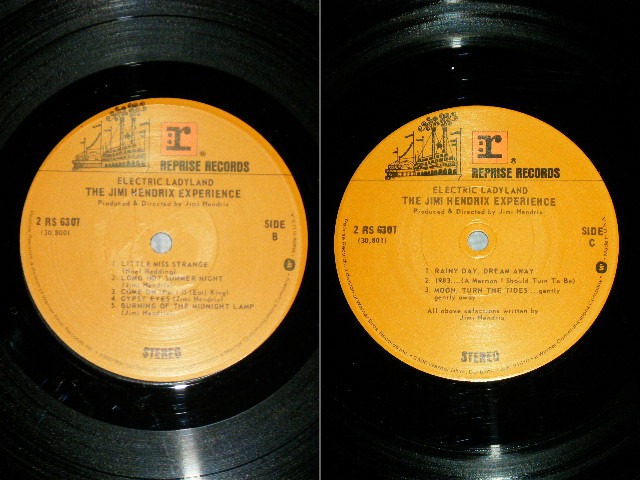 r
®
REPRISE RECORDS
ELECTRIC LADYLAND
THE JIMI HENDRIX EXPERIENCE
Produced & Directed by Jimi Hendrix
2 RS 6307
(30,800)
SIDE
B
1. LITTLE MISS STRANGE
(Noel Redding)
2. LONG HOT SUMMER NIGHT
(Jimi Hendrix)
3. COME ON (Pt. I) (Earl King)
4. GYPSY EYES (Jimi Hendrix)
5. BURNING OF THE MIDNIGHT LAMP
(Jimi Hendrix)
STEREO
r
®
REPRISE RECORDS
ELECTRIC LADYLAND
THE JIMI HENDRIX EXPERIENCE
Produced & Directed by Jimi Hendrix
2 RS 6307
(30,801)
SIDE
C
1. RAINY DAY, DREAM AWAY
2. 1983....(A Merman I Should Turn To Be)
3. MOON, TURN THE TIDES...gently
gently away
All above selections written by
Jimi Hendrix
STEREO